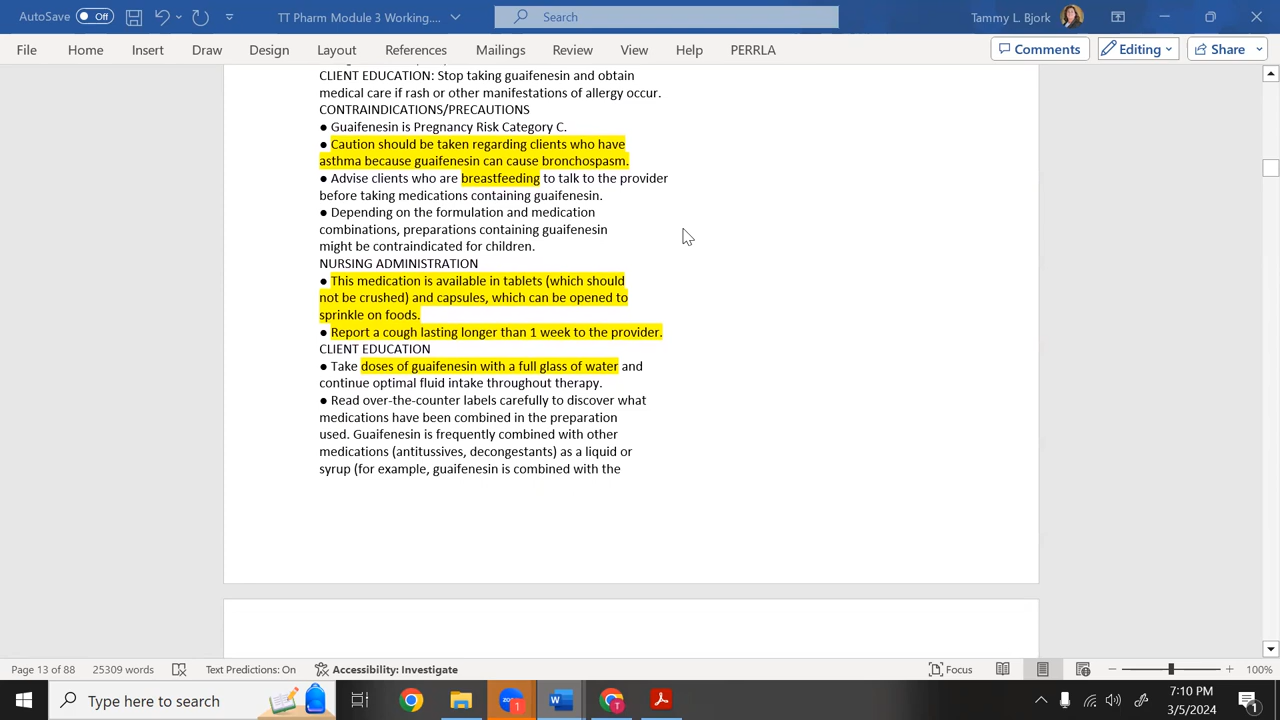 AutoSave Off TT Pharm Module 3 Working.... Search Tammy L. Bjork
File Home Insert Draw Design Layout References Mailings Review View Help PERRLA Comments Editing Share
CLIENT EDUCATION: Stop taking guaifenesin and obtain
medical care if rash or other manifestations of allergy occur.
CONTRAINDICATIONS/PRECAUTIONS
● Guaifenesin is Pregnancy Risk Category C.
● Caution should be taken regarding clients who have
asthma because guaifenesin can cause bronchospasm.
● Advise clients who are breastfeeding to talk to the provider
before taking medications containing guaifenesin.
● Depending on the formulation and medication
combinations, preparations containing guaifenesin
might be contraindicated for children.
NURSING ADMINISTRATION
● This medication is available in tablets (which should
not be crushed) and capsules, which can be opened to
sprinkle on foods.
● Report a cough lasting longer than 1 week to the provider.
CLIENT EDUCATION
● Take doses of guaifenesin with a full glass of water and
continue optimal fluid intake throughout therapy.
● Read over-the-counter labels carefully to discover what
medications have been combined in the preparation
used. Guaifenesin is frequently combined with other
medications (antitussives, decongestants) as a liquid or
syrup (for example, guaifenesin is combined with the
Page 13 of 88 25309 words Text Predictions: On Accessibility: Investigate Focus 100%
Type here to search 7:10 PM
3/5/2024